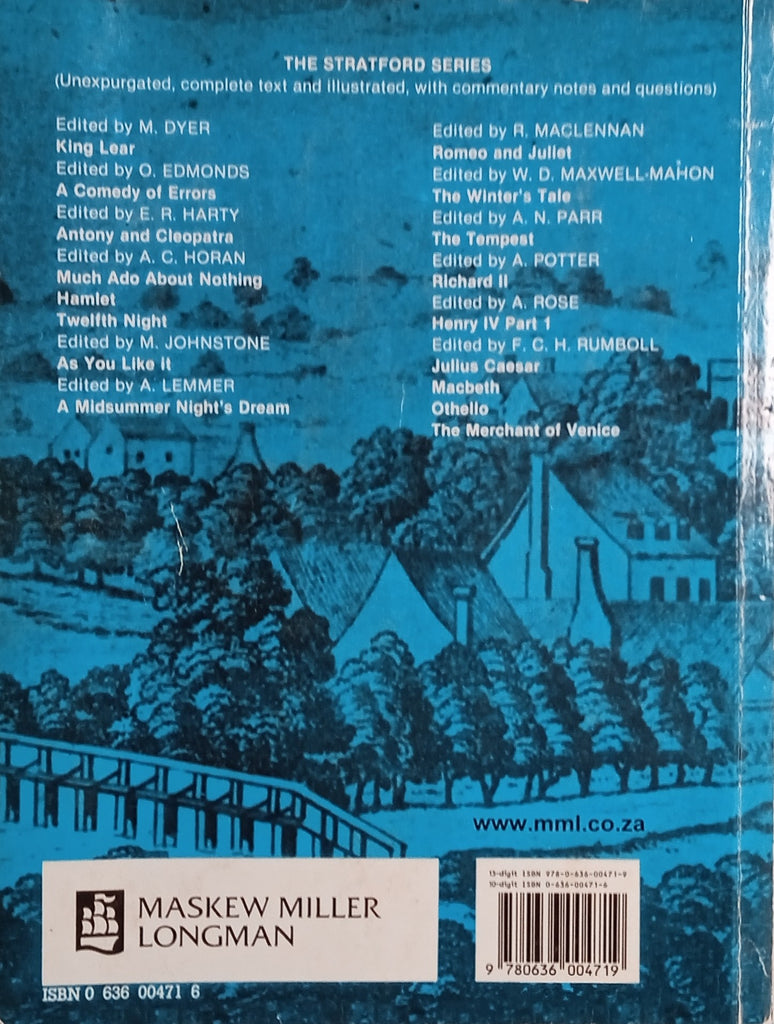 THE STRATFORD SERIES
(Unexpurgated, complete text and illustrated, with commentary notes and questions)
Edited by M. DYER
King Lear
Edited by O. EDMONDS
A Comedy of Errors
Edited by E. R. HARTY
Antony and Cleopatra
Edited by A. C. HORAN
Much Ado About Nothing
Hamlet
Twelfth Night
Edited by M. JOHNSTONE
As You Like it
Edited by A. LEMMER
A Midsummer Night's Dream
Edited by R. MACLENNAN
Romeo and Juliet
Edited by W. D. MAXWELL-MAHON
The Winter's Tale
Edited by A. N. PARR
The Tempest
Edited by A. POTTER
Richard II
Edited by A. ROSE
Henry IV Part 1
Edited by F. C. H. RUMBOLL
Julius Caesar
Macbeth
Othello
The Merchant of Venice
www.mml.co.za
MASKEW MILLER
LONGMAN
ISBN 0 636 00471 6
13-digit ISBN 978-0-636-00471-9
10-digit ISBN 0-636-00471-6
9 780636 004719